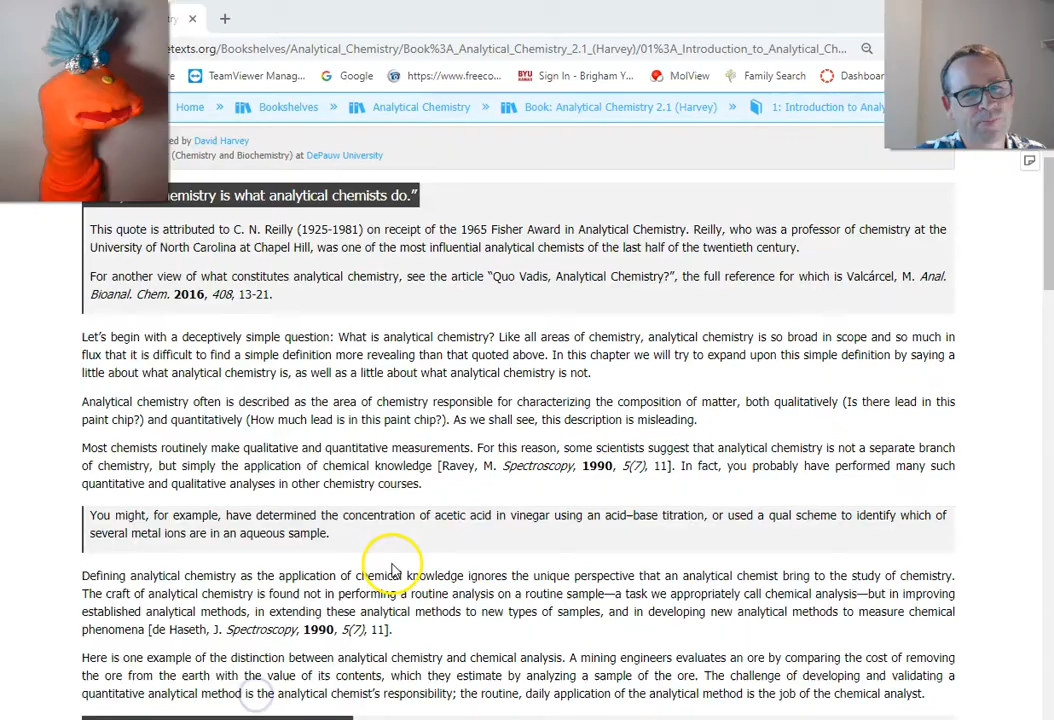 etexts.org/Bookshelves/Analytical_Chemistry/Book%3A_Analytical_Chemistry_2.1_(Harvey)/01%3A_Introduction_to_Analytical_Ch...
TeamViewer Manag... Google https://www.freeco... BYU Sign In - Brigham Y... MolView Family Search Dashboar
Home » Bookshelves » Analytical Chemistry » Book: Analytical Chemistry 2.1 (Harvey) » 1: Introduction to Analy
ed by David Harvey
(Chemistry and Biochemistry) at DePauw University
emistry is what analytical chemists do.”
This quote is attributed to C. N. Reilly (1925-1981) on receipt of the 1965 Fisher Award in Analytical Chemistry. Reilly, who was a professor of chemistry at the
University of North Carolina at Chapel Hill, was one of the most influential analytical chemists of the last half of the twentieth century.
For another view of what constitutes analytical chemistry, see the article “Quo Vadis, Analytical Chemistry?”, the full reference for which is Valcárcel, M. Anal.
Bioanal. Chem. 2016, 408, 13-21.
Let’s begin with a deceptively simple question: What is analytical chemistry? Like all areas of chemistry, analytical chemistry is so broad in scope and so much in
flux that it is difficult to find a simple definition more revealing than that quoted above. In this chapter we will try to expand upon this simple definition by saying a
little about what analytical chemistry is, as well as a little about what analytical chemistry is not.
Analytical chemistry often is described as the area of chemistry responsible for characterizing the composition of matter, both qualitatively (Is there lead in this
paint chip?) and quantitatively (How much lead is in this paint chip?). As we shall see, this description is misleading.
Most chemists routinely make qualitative and quantitative measurements. For this reason, some scientists suggest that analytical chemistry is not a separate branch
of chemistry, but simply the application of chemical knowledge [Ravey, M. Spectroscopy, 1990, 5(7), 11]. In fact, you probably have performed many such
quantitative and qualitative analyses in other chemistry courses.
You might, for example, have determined the concentration of acetic acid in vinegar using an acid–base titration, or used a qual scheme to identify which of
several metal ions are in an aqueous sample.
Defining analytical chemistry as the application of chemical knowledge ignores the unique perspective that an analytical chemist bring to the study of chemistry.
The craft of analytical chemistry is found not in performing a routine analysis on a routine sample—a task we appropriately call chemical analysis—but in improving
established analytical methods, in extending these analytical methods to new types of samples, and in developing new analytical methods to measure chemical
phenomena [de Haseth, J. Spectroscopy, 1990, 5(7), 11].
Here is one example of the distinction between analytical chemistry and chemical analysis. A mining engineers evaluates an ore by comparing the cost of removing
the ore from the earth with the value of its contents, which they estimate by analyzing a sample of the ore. The challenge of developing and validating a
quantitative analytical method is the analytical chemist’s responsibility; the routine, daily application of the analytical method is the job of the chemical analyst.